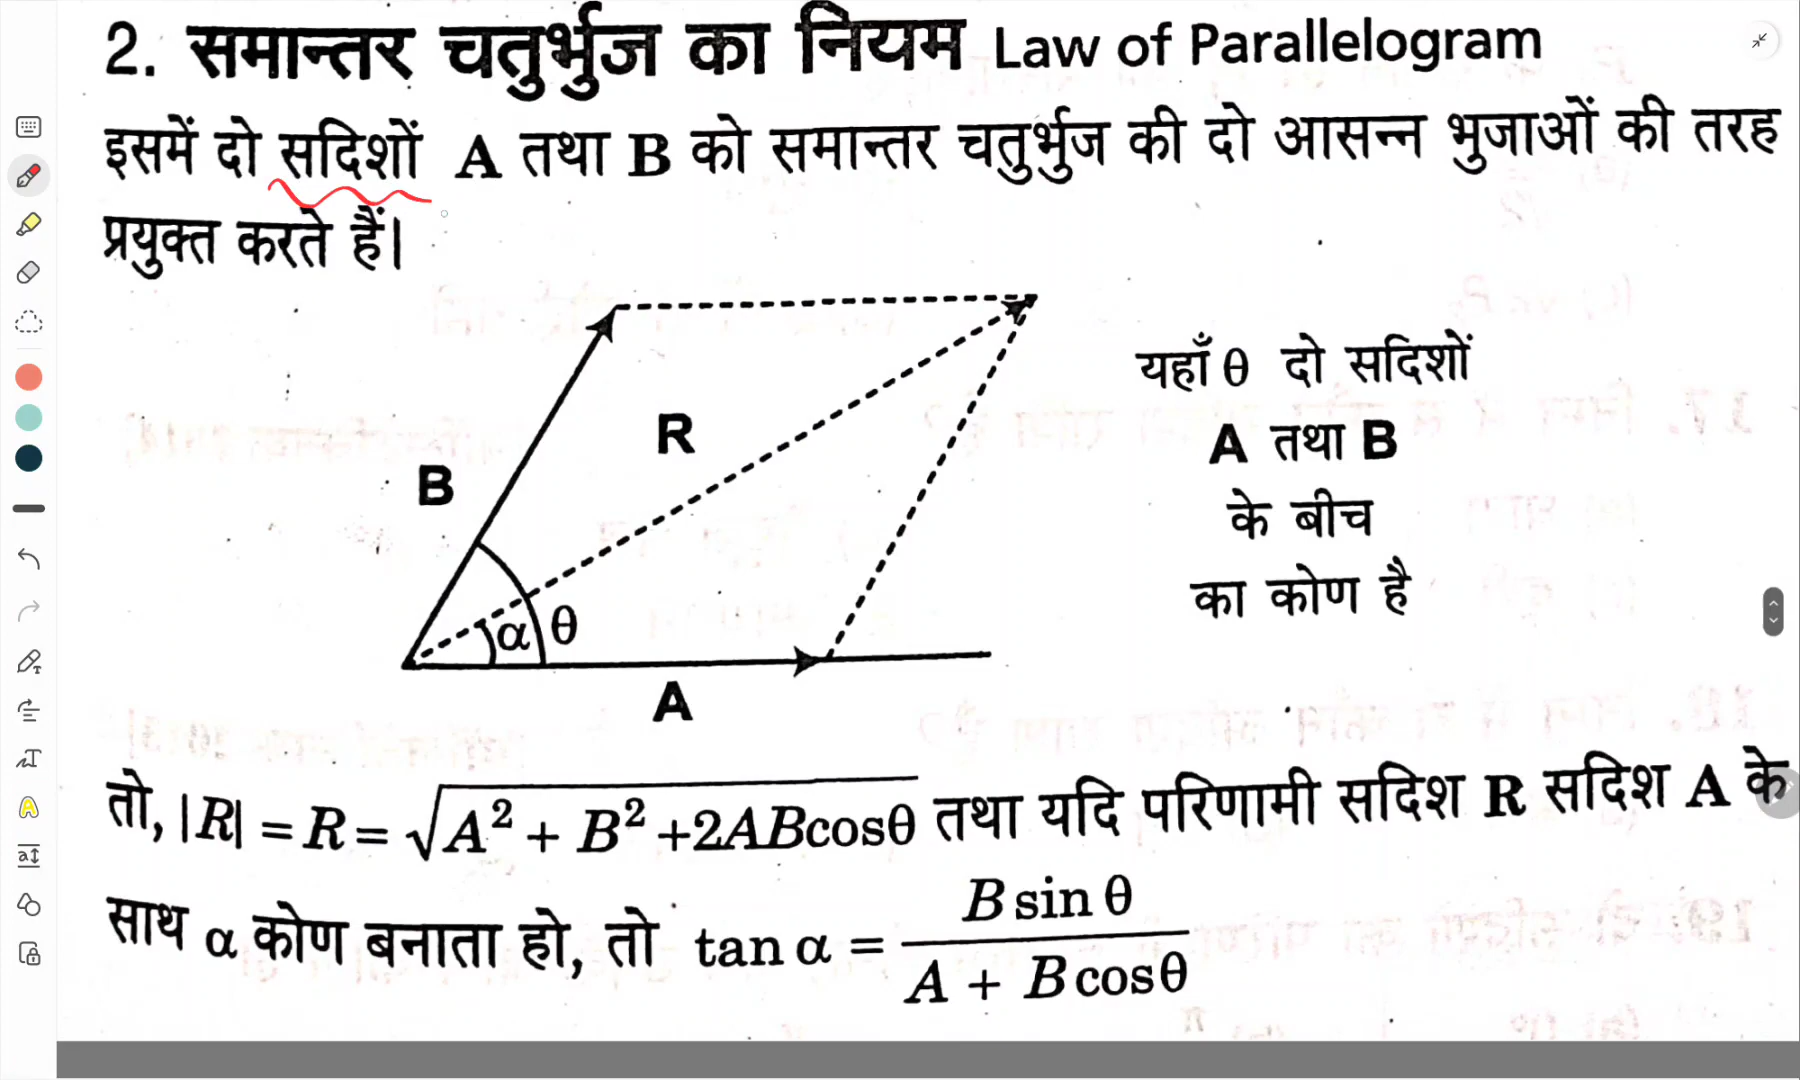 2. समान्तर चतुर्भुज का नियम Law of Parallelogram
इसमें दो सदिशों A तथा B को समान्तर चतुर्भुज की दो आसन्न भुजाओं की तरह
प्रयुक्त करते हैं।
यहाँ θ दो सदिशों
R
A तथा B
B
के बीच
का कोण है
α θ
A
तो, |R| = R = √A² + B² +2ABcosθ तथा यदि परिणामी सदिश R सदिश A के
साथ α कोण बनाता हो, तो tan α = B sin θ / A + B cosθ